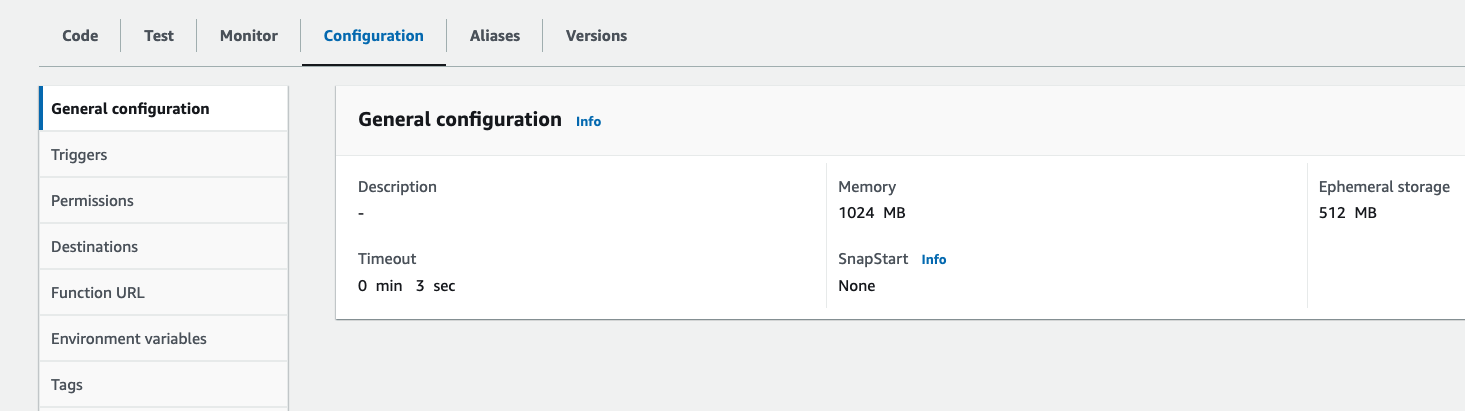 Code Test Monitor Configuration Aliases Versions
General configuration
Triggers
Permissions
Destinations
Function URL
Environment variables
Tags
General configuration Info
Description
-
Timeout
0 min 3 sec
Memory
1024 MB
SnapStart Info
None
Ephemeral storage
512 MB